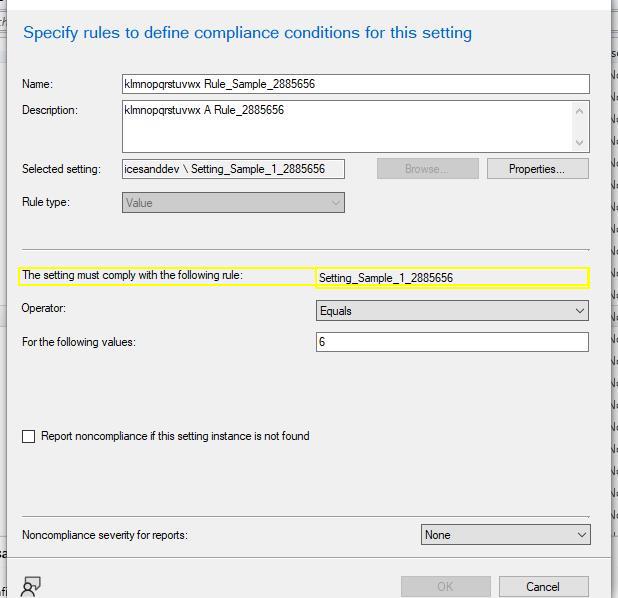 Specify rules to define compliance conditions for this setting
Name:
klmnopqrstuvwx Rule_Sample_2885656
Description:
klmnopqrstuvwx A Rule_2885656
Selected setting:
icesanddev \ Setting_Sample_1_2885656
Browse...
Properties...
Rule type:
Value
The setting must comply with the following rule:
Setting_Sample_1_2885656
Operator:
Equals
For the following values:
6
Report noncompliance if this setting instance is not found
Noncompliance severity for reports:
None
OK
Cancel